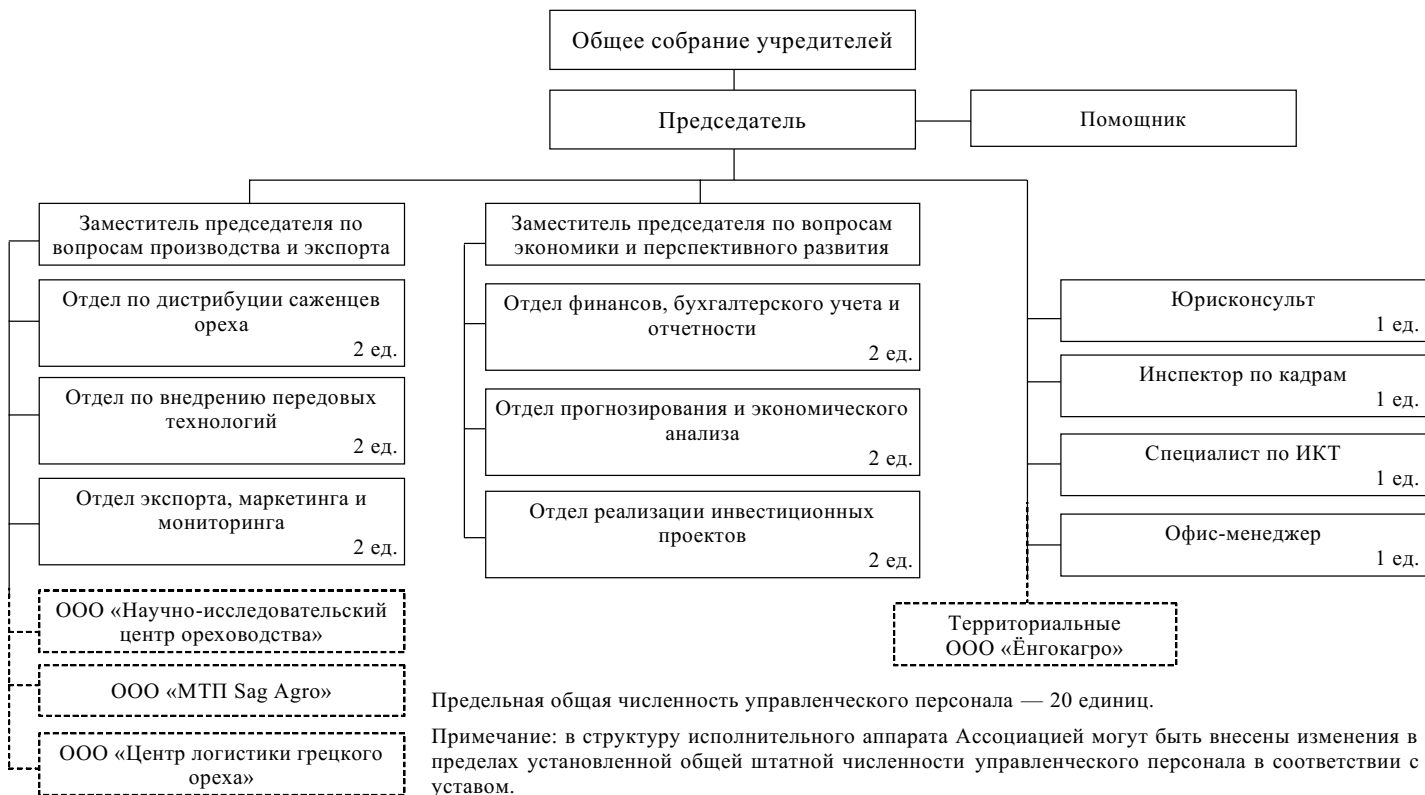 Общее собрание учредителей
Председатель
Помощник
Заместитель председателя по
вопросам производства и экспорта
Отдел по дистрибуции саженцев
ореха
2 ед.
Отдел по внедрению передовых
технологий
2 ед.
Отдел экспорта, маркетинга и
мониторинга
2 ед.
ООО «Научно-исследовательский
центр ореховодства»
ООО «МТП Sag Agro»
ООО «Центр логистики грецкого
ореха»
Заместитель председателя по вопросам
экономики и перспективного развития
Отдел финансов, бухгалтерского учета и
отчетности
2 ед.
Отдел прогнозирования и экономического
анализа
2 ед.
Отдел реализации инвестиционных
проектов
2 ед.
Юрисконсульт
1 ед.
Инспектор по кадрам
1 ед.
Специалист по ИКТ
1 ед.
Офис-менеджер
1 ед.
Территориальные
ООО «Ёнгокагро»
Предельная общая численность управленческого персонала — 20 единиц.
Примечание: в структуру исполнительного аппарата Ассоциацией могут быть внесены изменения в
пределах установленной общей штатной численности управленческого персонала в соответствии с
уставом.